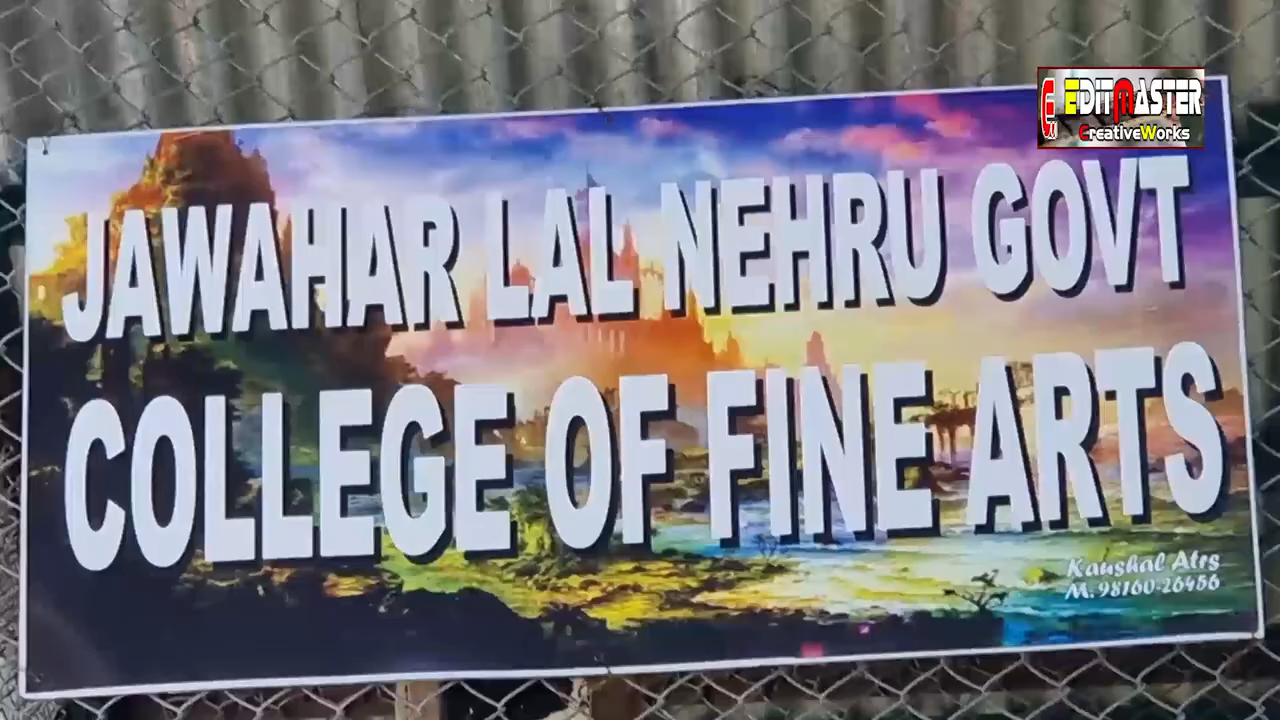 EDITMASTER
CreativeWorks
JAWAHAR LAL NEHRU GOVT
COLLEGE OF FINE ARTS
Kaushal Atrs
M. 98160-26456